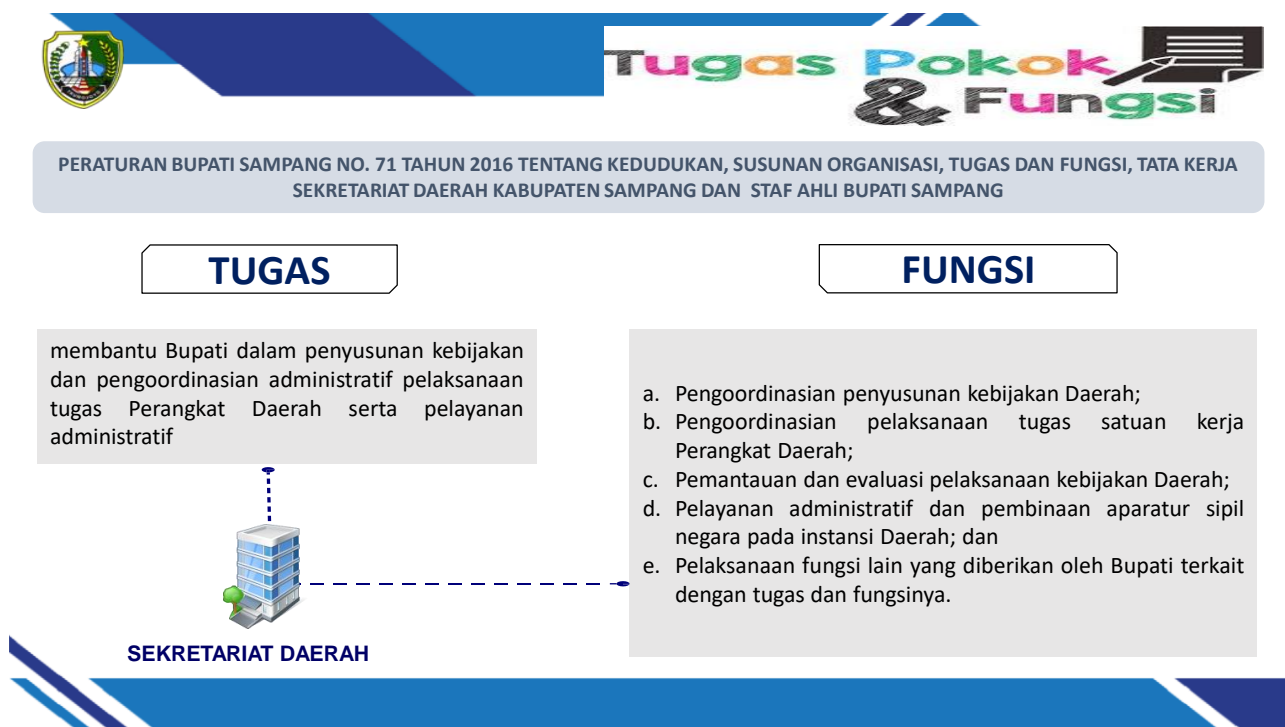 Tugas Pokok
& Fungsi
PERATURAN BUPATI SAMPANG NO. 71 TAHUN 2016 TENTANG KEDUDUKAN, SUSUNAN ORGANISASI, TUGAS DAN FUNGSI, TATA KERJA
SEKRETARIAT DAERAH KABUPATEN SAMPANG DAN STAF AHLI BUPATI SAMPANG
TUGAS
membantu Bupati dalam penyusunan kebijakan
dan pengoordinasian administratif pelaksanaan
tugas Perangkat Daerah serta pelayanan
administratif
SEKRETARIAT DAERAH
FUNGSI
a. Pengoordinasian penyusunan kebijakan Daerah;
b. Pengoordinasian pelaksanaan tugas satuan kerja
Perangkat Daerah;
c. Pemantauan dan evaluasi pelaksanaan kebijakan Daerah;
d. Pelayanan administratif dan pembinaan aparatur sipil
negara pada instansi Daerah; dan
e. Pelaksanaan fungsi lain yang diberikan oleh Bupati terkait
dengan tugas dan fungsinya.